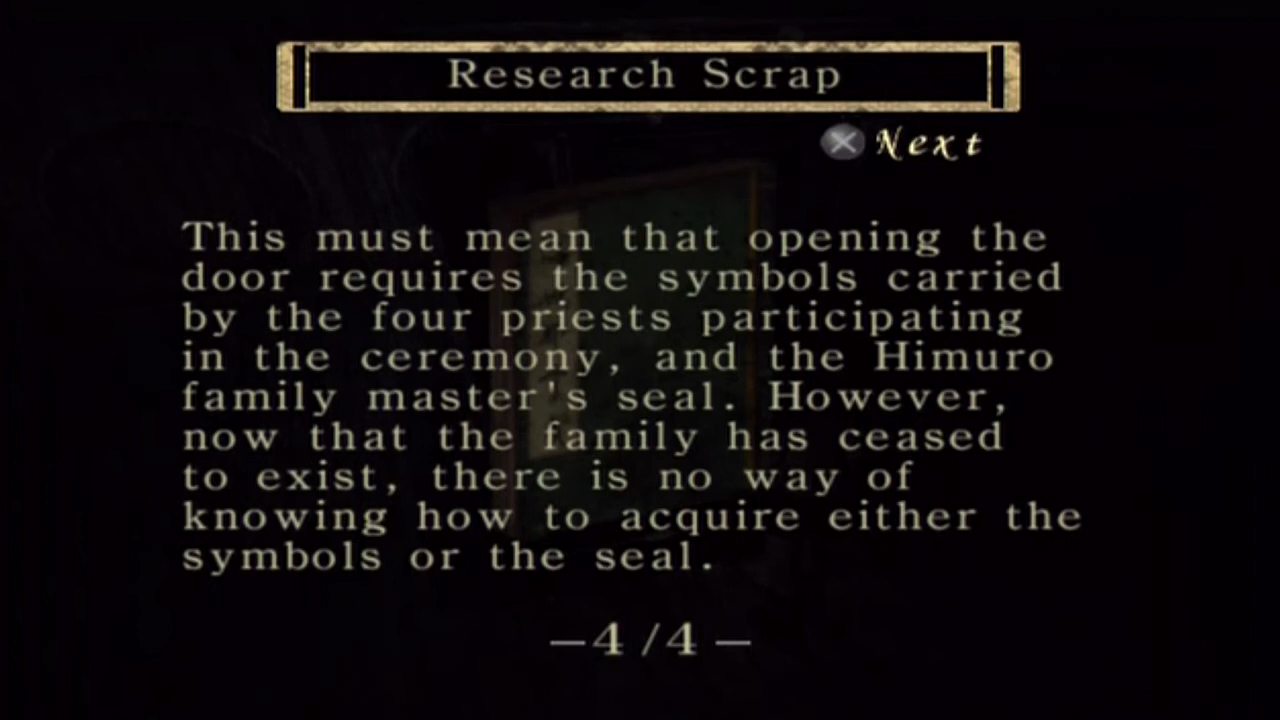 Research Scrap
Next
This must mean that opening the
door requires the symbols carried
by the four priests participating
in the ceremony, and the Himuro
family master's seal. However,
now that the family has ceased
to exist, there is no way of
knowing how to acquire either the
symbols or the seal.
—4/4—